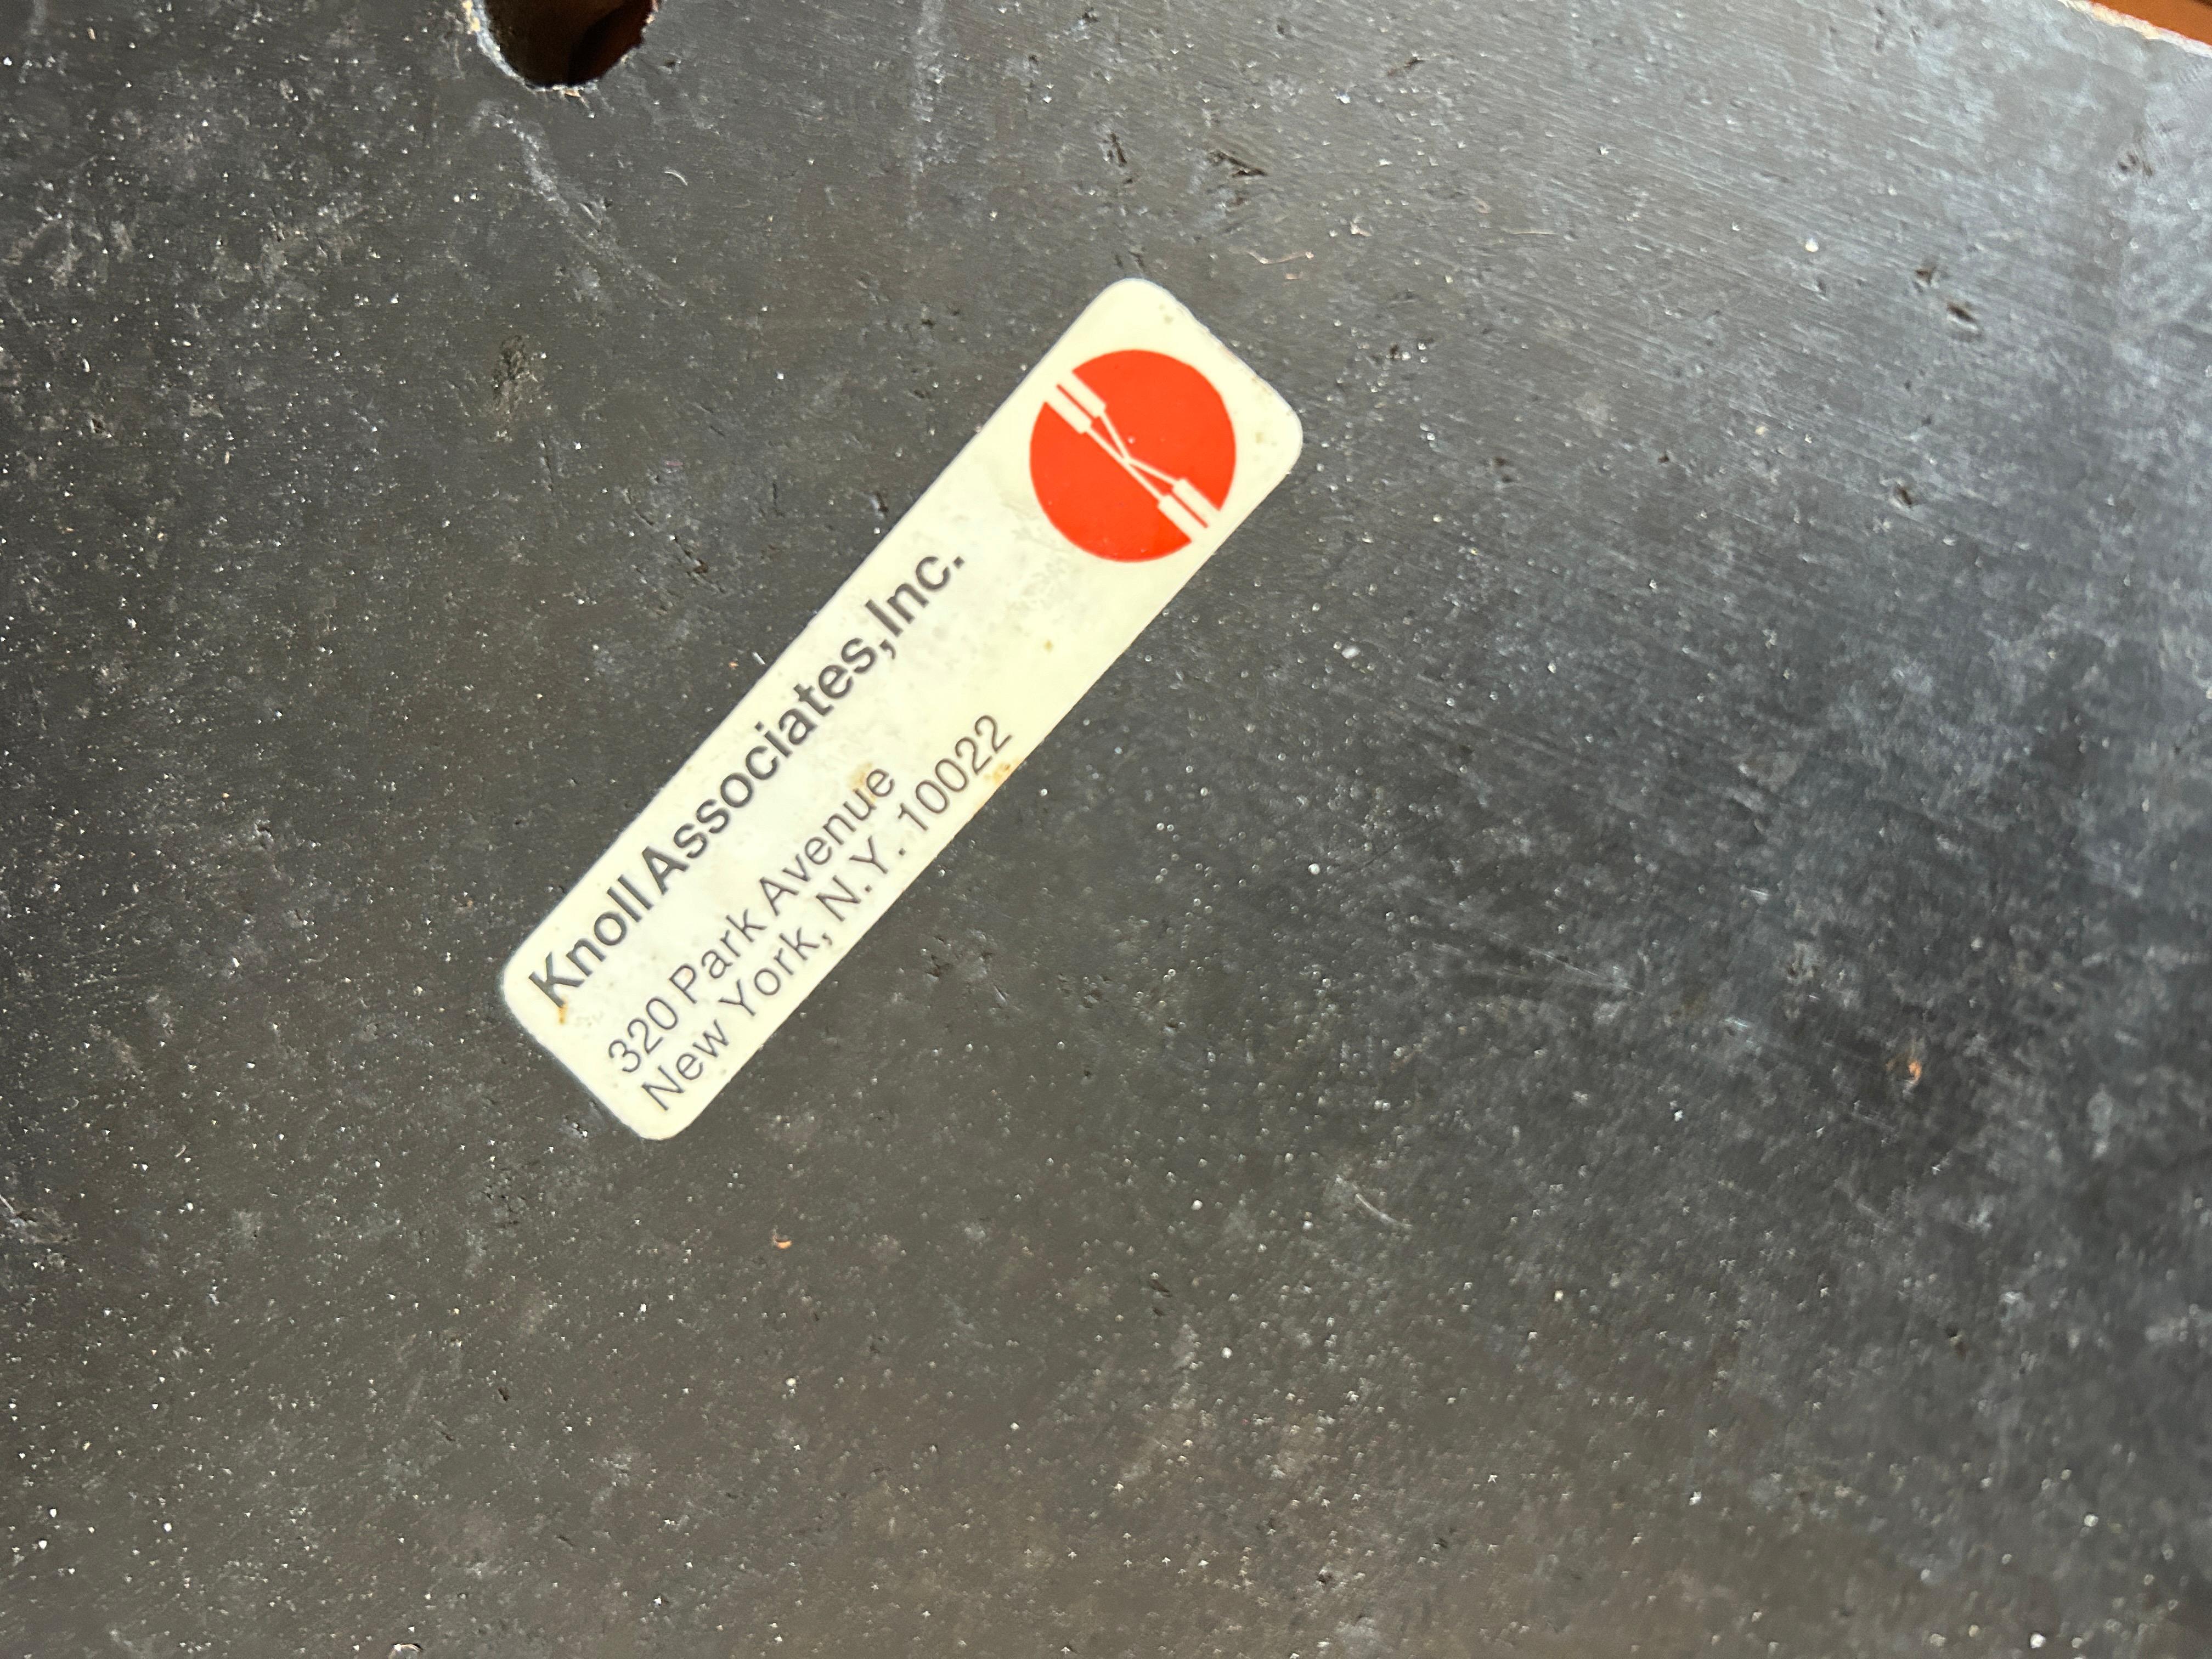 Knoll Associates, Inc.
320 Park Avenue
New York, N.Y. 10022